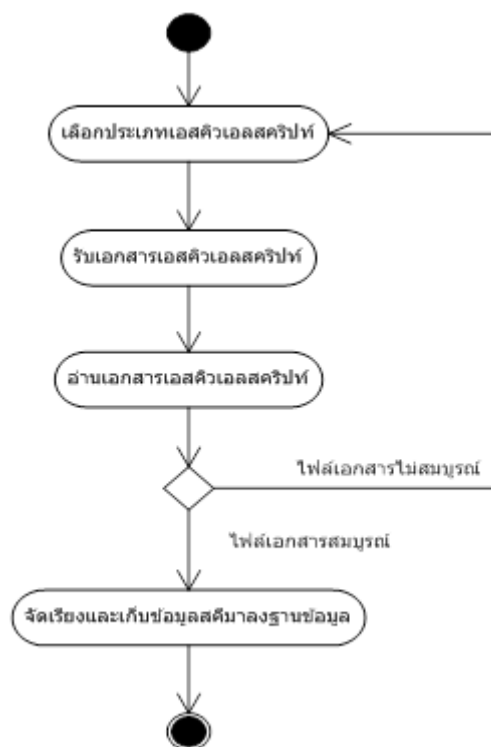 เลือกประเภทเอสคิวเอลสคริปท์
รับเอกสารเอสคิวเอลสคริปท์
อ่านเอกสารเอสคิวเอลสคริปท์
ไฟล์เอกสารไม่สมบูรณ์
ไฟล์เอกสารสมบูรณ์
จัดเรียงและเก็บข้อมูลสคีมาลงฐานข้อมูล